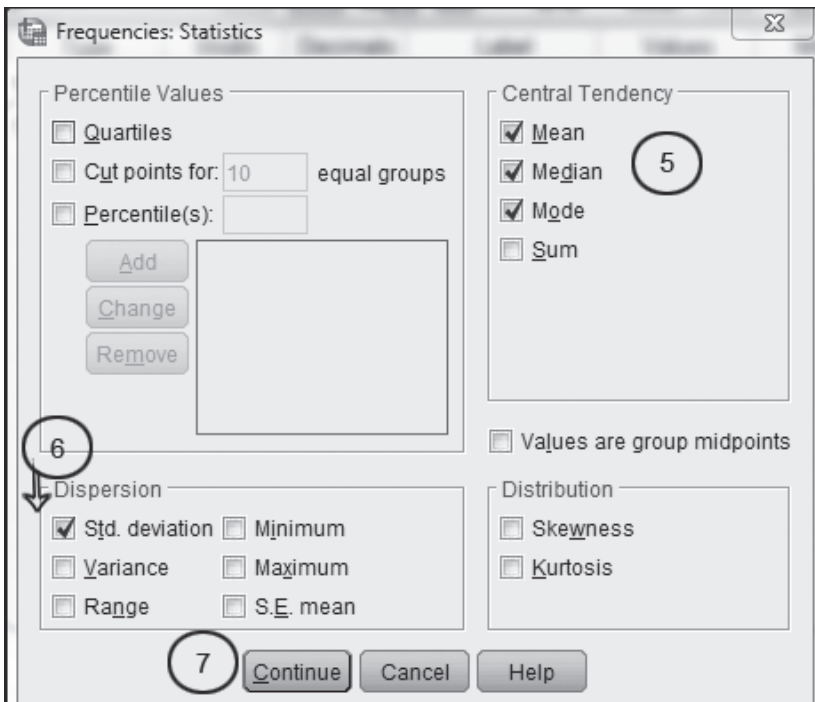 Frequencies: Statistics
Percentile Values
Quartiles
Cut points for: 10 equal groups
Percentile(s):
Add
Change
Remove
Central Tendency
Mean
5
Median
Mode
Sum
6
Values are group midpoints
Dispersion
Std. deviation Minimum
Variance Maximum
Range S.E. mean
Distribution
Skewness
Kurtosis
7
Continue Cancel Help